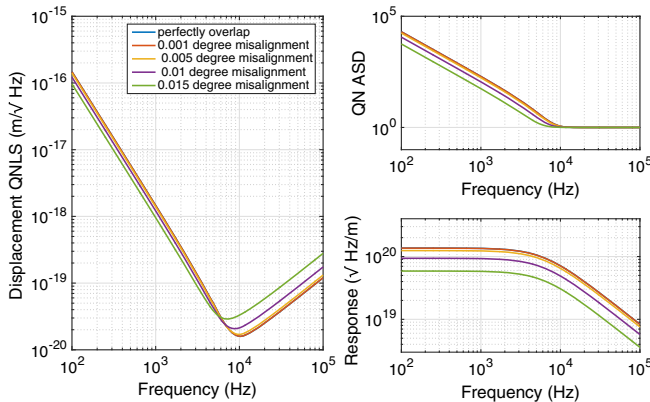 Displacement QNLS (m/√ Hz)
10^-15
10^-16
10^-17
10^-18
10^-19
10^-20
perfectly overlap
0.001 degree misalignment
0.005 degree misalignment
0.01 degree misalignment
0.015 degree misalignment
10^2 10^3 10^4 10^5
Frequency (Hz)
QN ASD
10^5
10^0
10^2 10^3 10^4 10^5
Frequency (Hz)
Response (√ Hz/m)
10^20
10^19
10^2 10^3 10^4 10^5
Frequency (Hz)